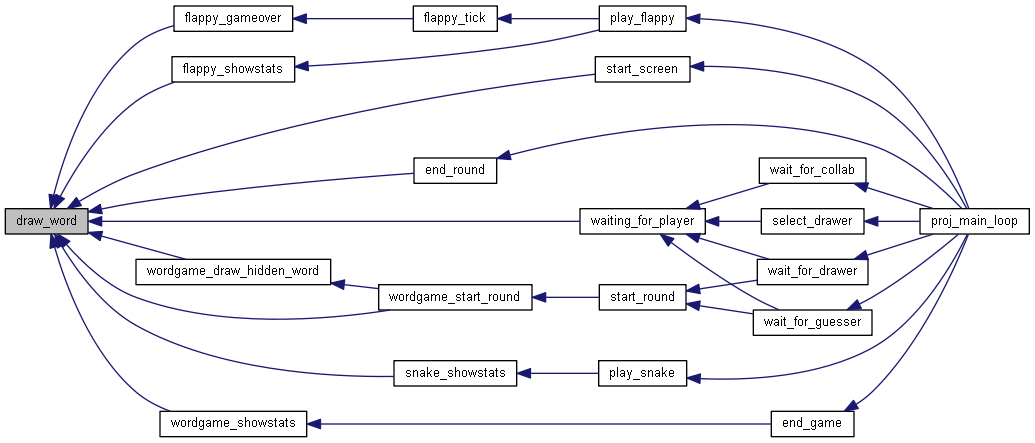 flappy_gameover
flappy_tick
play_flappy
flappy_showstats
start_screen
end_round
wait_for_collab
draw_word
waiting_for_player
select_drawer
proj_main_loop
wordgame_draw_hidden_word
wait_for_drawer
wordgame_start_round
start_round
wait_for_guesser
snake_showstats
play_snake
wordgame_showstats
end_game